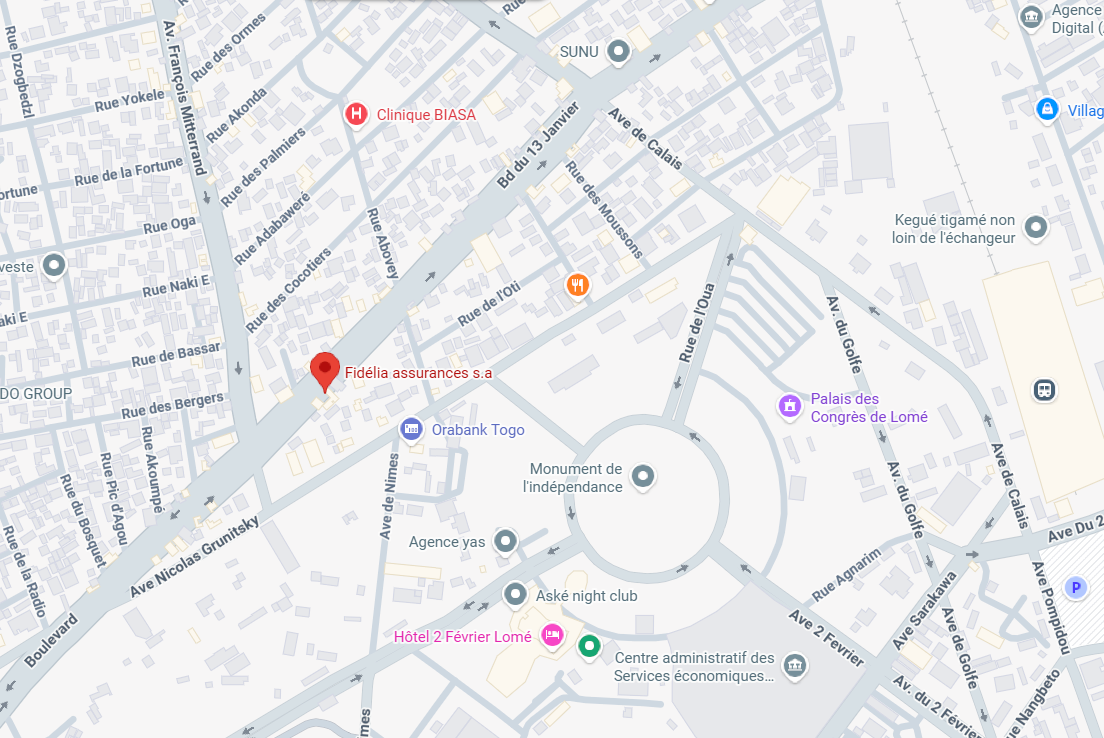 Agence
Digital (
Rue
SUNU
Rue Dzogbedzl
Av. François Mitterrand
Rue des Ormes
Rue Yokele
Rue Akonda
Clinique BIASA
Villag
Ave de Calais
Bd du 13 Janvier
Rue de la Fortune
Rue des Palmiers
ortune
Rue Adabaweré
Rue des Moussons
Rue Oga
Rue Abovey
Kegué tigamé non
loin de l'échangeur
veste
Rue Naki E
aki E
Rue des Cocotiers
Rue de l'Oti
Rue de l'Oua
Av. du Golfe
Rue de Bassar
Fidélia assurances s.a
DO GROUP
Rue des Bergers
Palais des
Congrès de Lomé
Orabank Togo
Rue Akoumpé
Rue Pic d'Agou
Rue du Bosquet
Ave de Nimes
Monument de
l'indépendance
Av. du Golfe
Ave de Calais
Rue de la Radio
Ave Nicolas Grunitsky
Agence yas
Ave Du 2
Rue Agnarim
P
Aské night club
Ave Sarakawa
Ave Pompidou
Boulevard
Hôtel 2 Février Lomé
Ave 2 Février
Ave de Golfe
Centre administratif des
Services économiques...
Av. du 2 Février
ue Nangbeto
imes